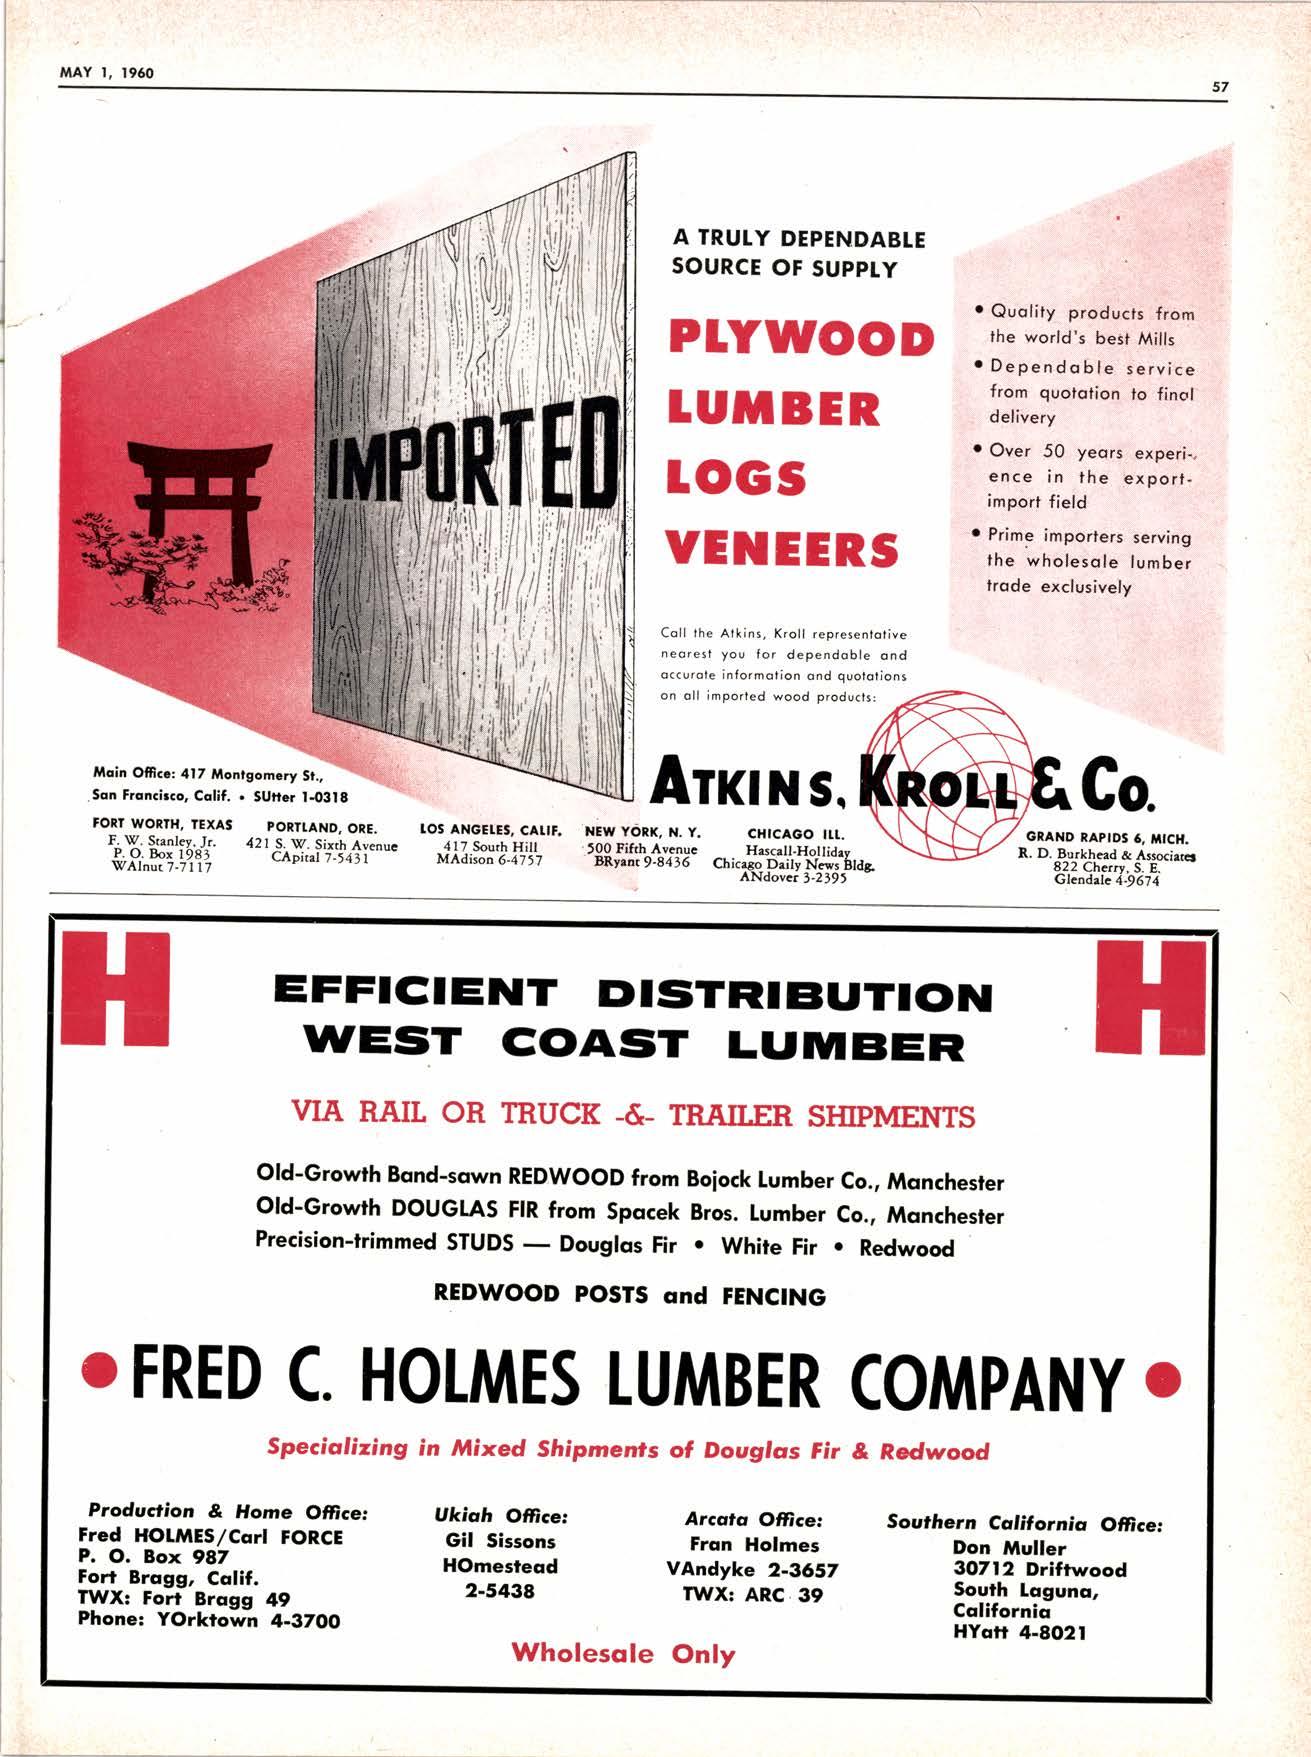 MAY 1, 1960
57
IMPORTED
A TRULY DEPENDABLE
SOURCE OF SUPPLY
PLYWOOD
LUMBER
LOGS
VENEERS
• Quality products from
the world's best Mills
• Dependable service
from quotation to final
delivery
• Over 50 years experi-
ence in the export-
import field
• Prime importers serving
the wholesale lumber
trade exclusively
Call the Atkins, Kroll representative
nearest you for dependable and
accurate information and quotations
on all imported wood products:
ATKINS, KROLL & CO.
Main Office: 417 Montgomery St.,
San Francisco, Calif. • SUtter 1-0318
FORT WORTH, TEXAS
F. W. Stanley, Jr.
P. O. Box 1983
WAlnut 7-7117
PORTLAND, ORE.
421 S. W. Sixth Avenue
CApital 7-5431
LOS ANGELES, CALIF.
417 South Hill
MAdison 6-4757
NEW YORK, N. Y.
500 Fifth Avenue
BRyant 9-8436
CHICAGO ILL.
Hascall-Holliday
Chicago Daily News Bldg.
ANdover 3-2395
GRAND RAPIDS 6, MICH.
R. D. Burkhead & Associates
822 Cherry, S. E.
Glendale 4-9674
H
H
EFFICIENT DISTRIBUTION
WEST COAST LUMBER
VIA RAIL OR TRUCK -&- TRAILER SHIPMENTS
Old-Growth Band-sawn REDWOOD from Bojock Lumber Co., Manchester
Old-Growth DOUGLAS FIR from Spacek Bros. Lumber Co., Manchester
Precision-trimmed STUDS — Douglas Fir • White Fir • Redwood
REDWOOD POSTS and FENCING
• FRED C. HOLMES LUMBER COMPANY •
Specializing in Mixed Shipments of Douglas Fir & Redwood
Production & Home Office:
Fred HOLMES/Carl FORCE
P. O. Box 987
Fort Bragg, Calif.
TWX: Fort Bragg 49
Phone: YOrktown 4-3700
Ukiah Office:
Gil Sissons
HOmestead
2-5438
Arcata Office:
Fran Holmes
VAndyke 2-3657
TWX: ARC 39
Southern California Office:
Don Muller
30712 Driftwood
South Laguna,
California
HYatt 4-8021
Wholesale Only